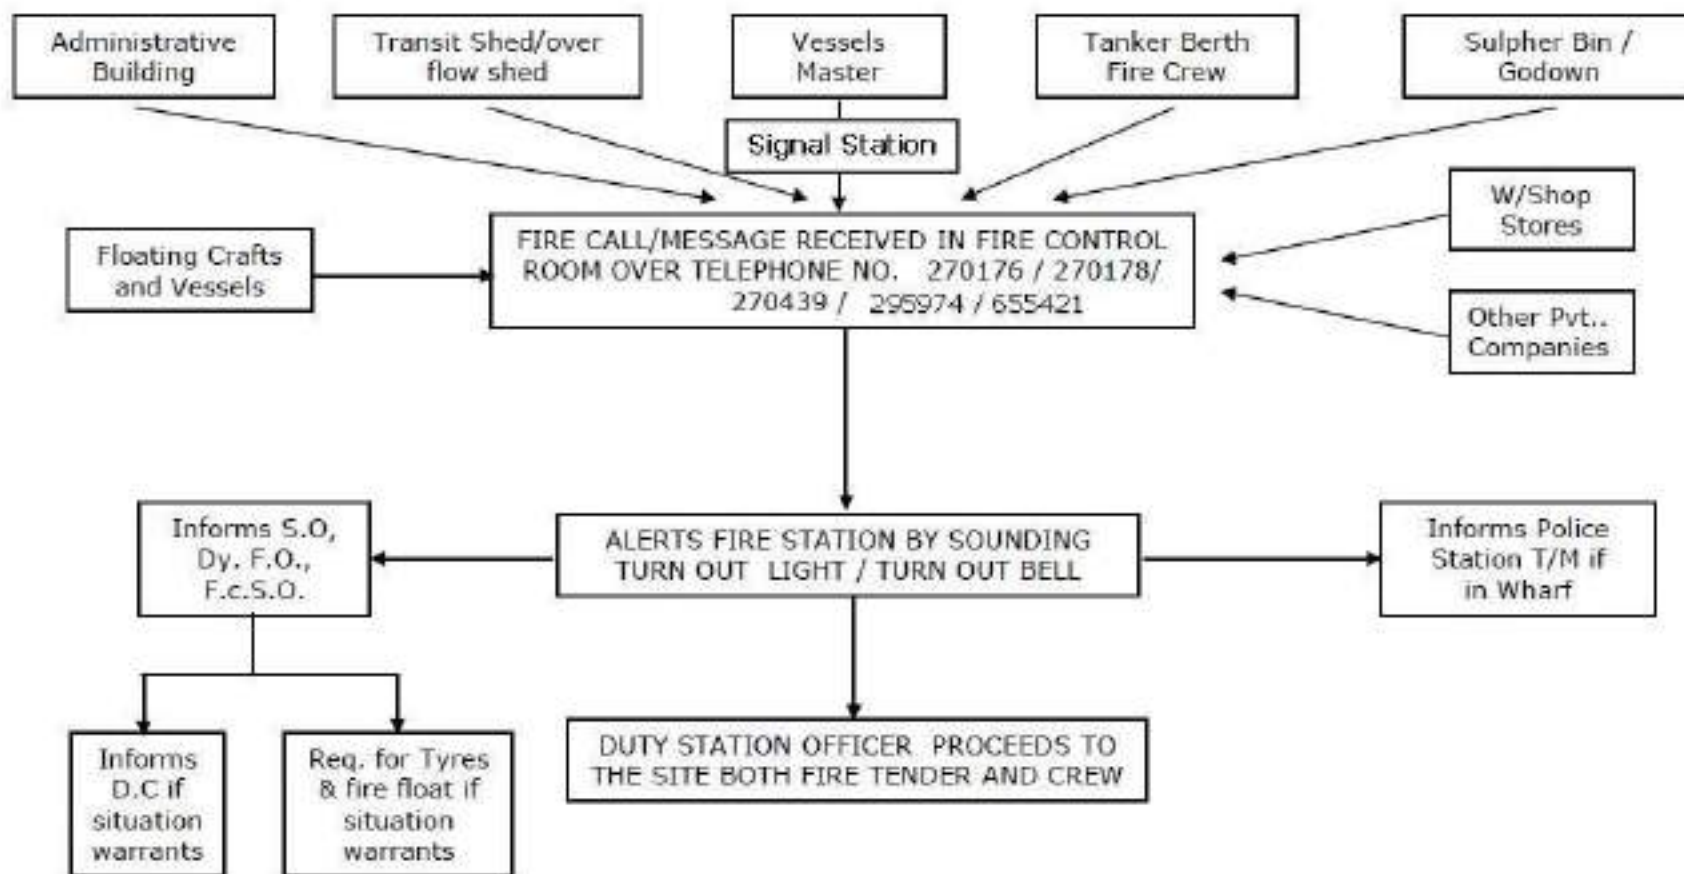 Administrative
Building
Transit Shed/over
flow shed
Vessels
Master
Tanker Berth
Fire Crew
Sulpher Bin /
Godown
Signal Station
W/Shop
Stores
Floating Crafts
and Vessels
FIRE CALL/MESSAGE RECEIVED IN FIRE CONTROL
ROOM OVER TELEPHONE NO. 270176 / 270178/
270439 / 295974 / 655421
Other Pvt..
Companies
Informs S.O,
Dy. F.O.,
F.c.S.O.
ALERTS FIRE STATION BY SOUNDING
TURN OUT LIGHT / TURN OUT BELL
Informs Police
Station T/M if
in Wharf
Informs
D.C if
situation
warrants
Req. for Tyres
& fire float if
situation
warrants
DUTY STATION OFFICER PROCEEDS TO
THE SITE BOTH FIRE TENDER AND CREW